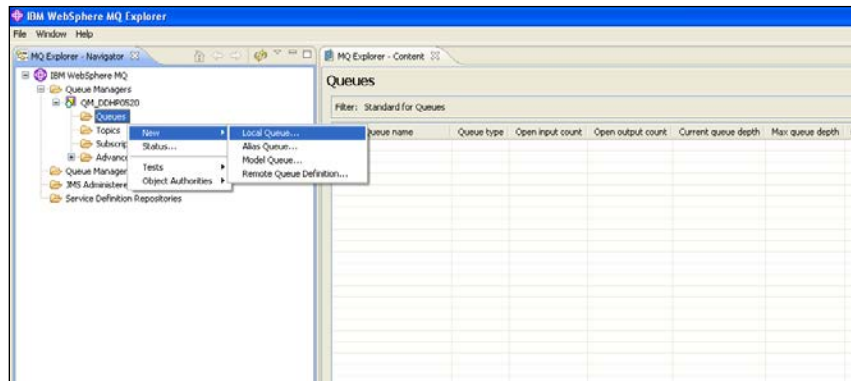 IBM WebSphere MQ Explorer
File Window Help
MQ Explorer - Navigator
IBM WebSphere MQ
Queue Managers
QM_DDHP0520
Queues
Topics
Subscrip
Advance
Queue Manager
JMS Administere
Service Definition Repositories
New
Status...
Tests
Object Authorities
Local Queue...
Alias Queue...
Model Queue...
Remote Queue Definition...
MQ Explorer - Content
Queues
Filter: Standard for Queues
ueue name Queue type Open input count Open output count Current queue depth Max queue depth